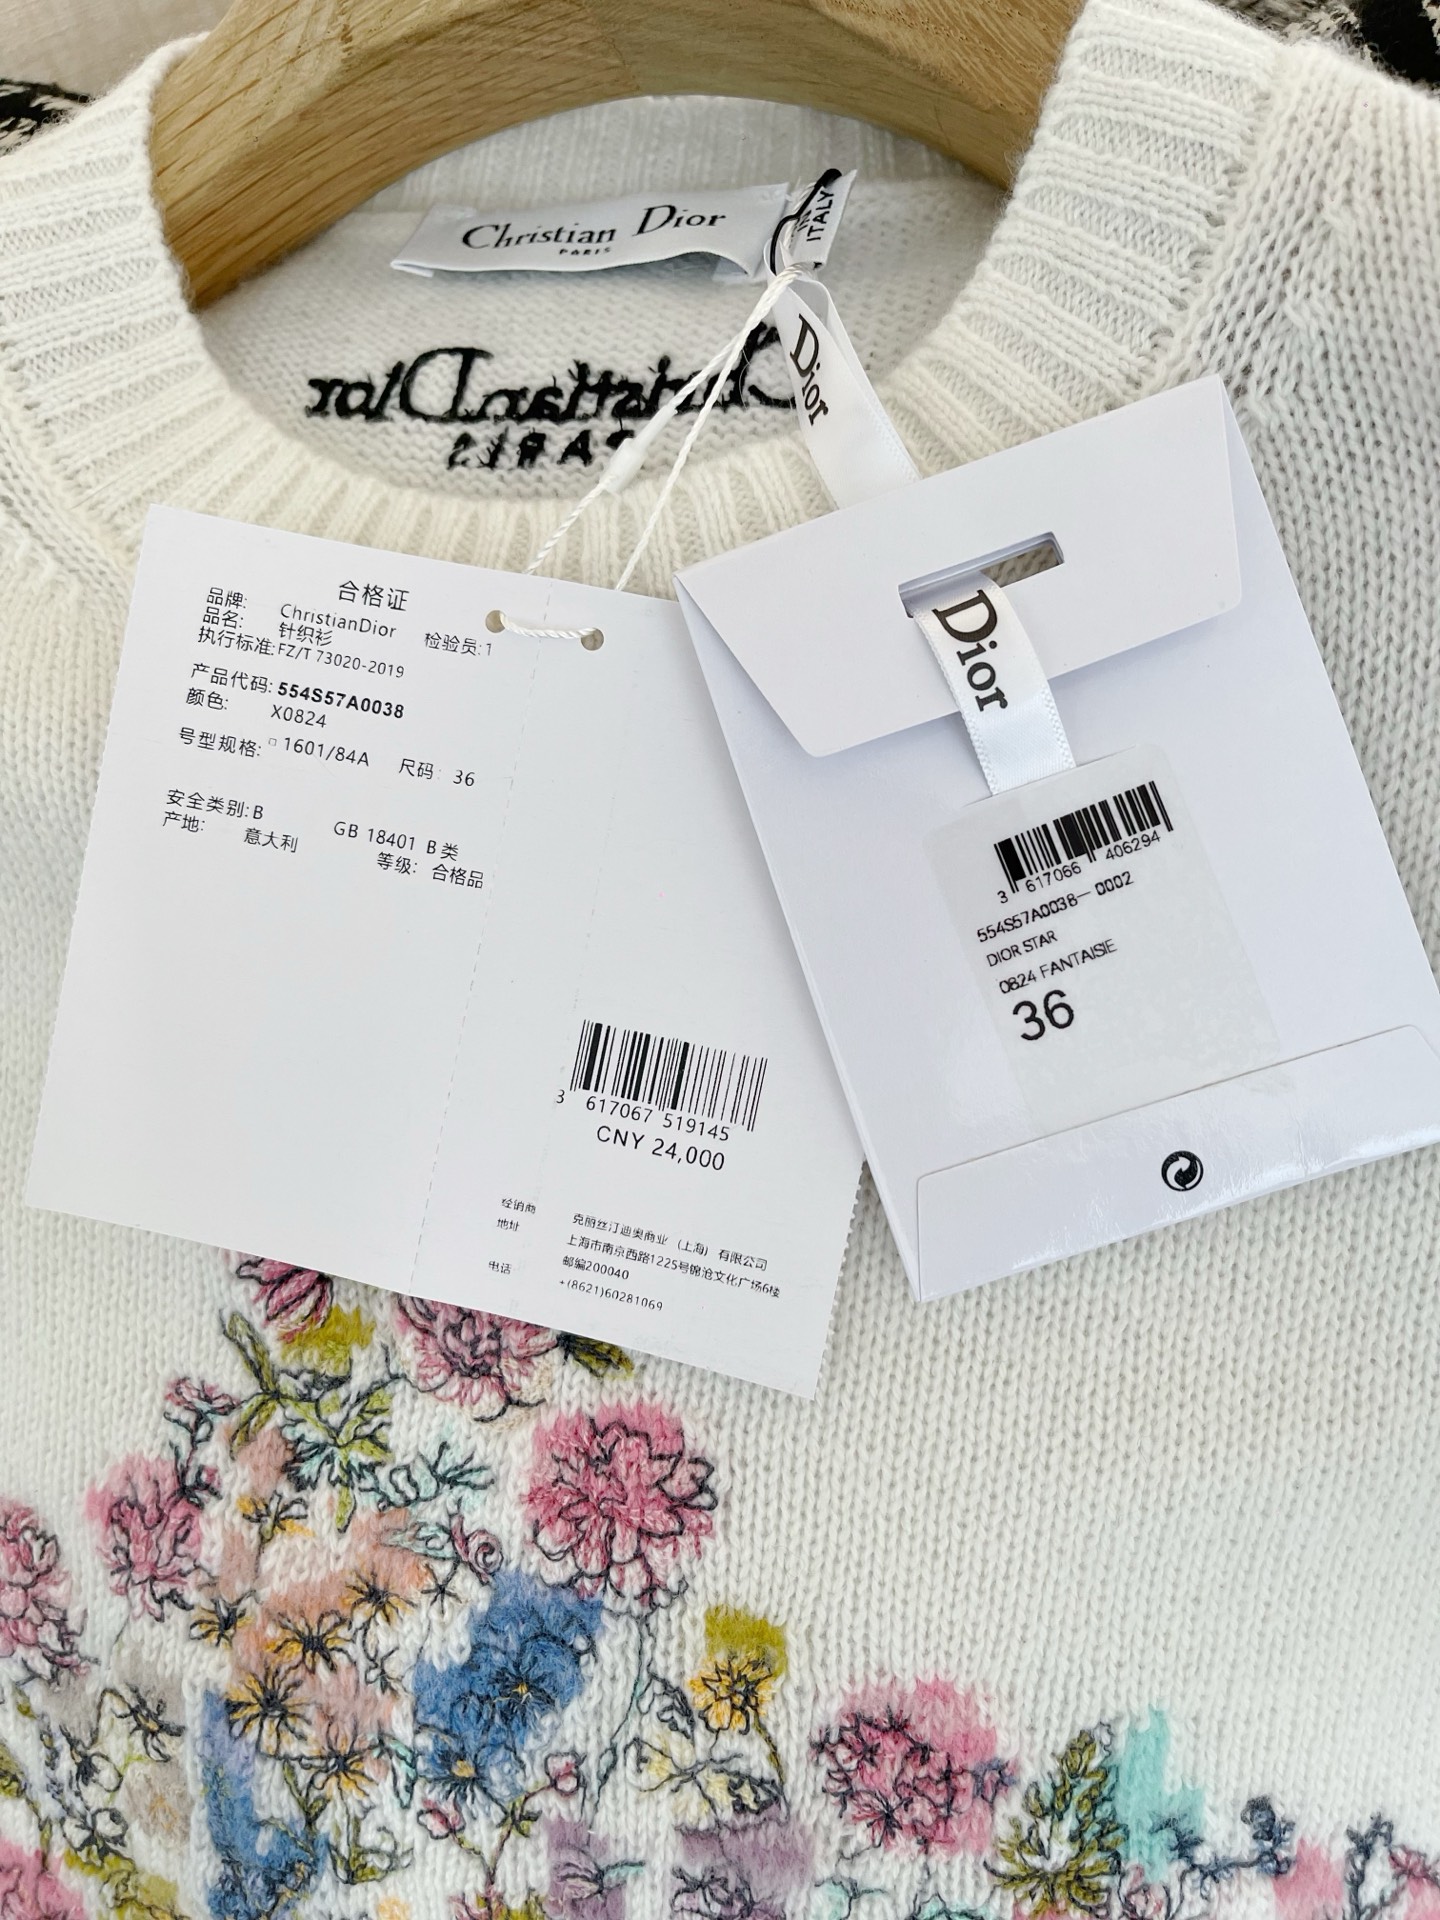 Christian Dior
PARIS
ITALY
Christian Dior
PARIS
Dior
Dior
合格证
品牌: ChristianDior
品名: 针织衫 检验员:1
执行标准:FZ/T 73020-2019
产品代码: 554S57A0038
颜色: X0824
号型规格: 1601/84A 尺码: 36
安全类别:B GB 18401 B类
产地: 意大利 等级: 合格品
3 617067 519145
CNY 24,000
经销商 克丽丝汀迪奥商业（上海）有限公司
地址 上海市南京西路1225号锦沧文化广场6楼
邮编200040
电话 +(8621)60281069
3 617066 406294
554S57A0038— 0002
DIOR STAR
0824 FANTAISIE
36